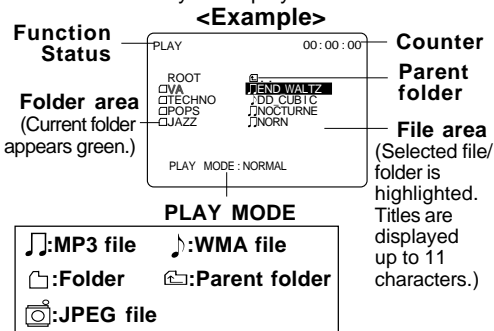 <Example>
Function Status
PLAY 00:00:00
Counter
ROOT
VA
TECHNO
POPS
JAZZ
. .
END WALTZ
DD_CUBIC
NOCTURNE
NORN
Parent folder
Folder area
(Current folder
appears green.)
File area
(Selected file/
folder is
highlighted.
Titles are
displayed
up to 11
characters.)
PLAY MODE:NORMAL
PLAY MODE
:MP3 file :WMA file
:Folder :Parent folder
:JPEG file